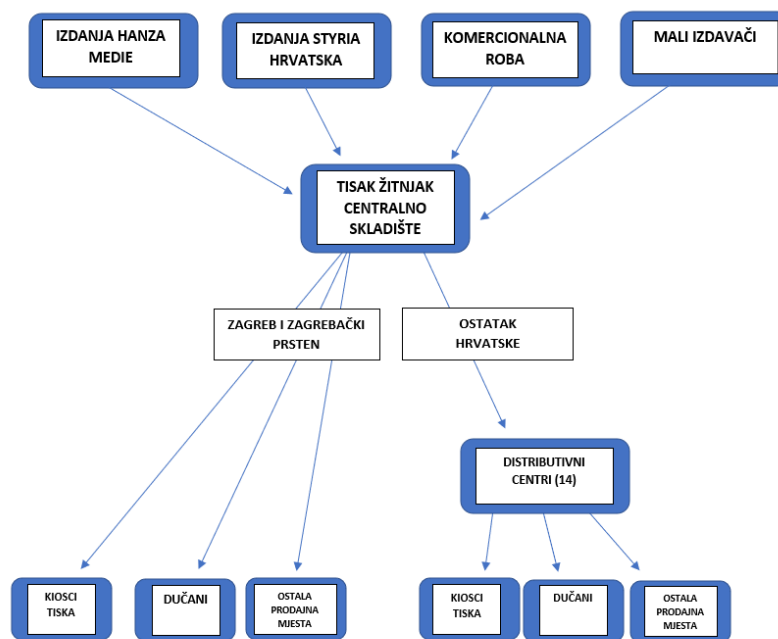 IZDANJA HANZA
MEDIE
IZDANJA STYRIA
HRVATSKA
KOMERCIONALNA
ROBA
MALI IZDAVAČI
TISAK ŽITNJAK
CENTRALNO
SKLADIŠTE
ZAGREB I ZAGREBAČKI
PRSTEN
OSTATAK
HRVATSKE
DISTRIBUTIVNI
CENTRI (14)
KIOSCI
TISKA
DUČANI
OSTALA
PRODAJNA
MJESTA
KIOSCI
TISKA
DUČANI
OSTALA
PRODAJNA
MJESTA